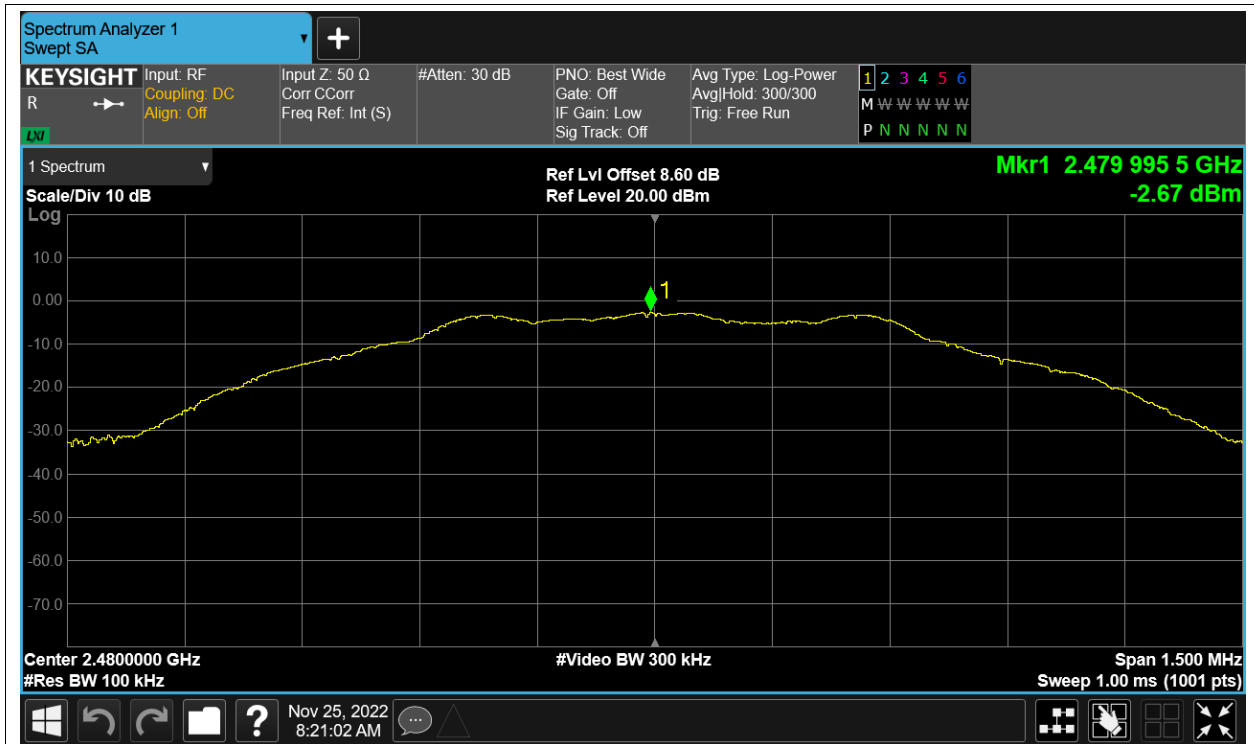 Spectrum Analyzer 1
Swept SA
+
KEYSIGHT
R
LXI
Input: RF
Coupling: DC
Align: Off
Input Z: 50 Ω
Corr CCorr
Freq Ref: Int (S)
#Atten: 30 dB
PNO: Best Wide
Gate: Off
IF Gain: Low
Sig Track: Off
Avg Type: Log-Power
Avg|Hold: 300/300
Trig: Free Run
1 2 3 4 5 6
M W W W W W
P N N N N N
1 Spectrum
Scale/Div 10 dB
Log
Ref Lvl Offset 8.60 dB
Ref Level 20.00 dBm
Mkr1 2.479 995 5 GHz
-2.67 dBm
1
10.0
0.00
-10.0
-20.0
-30.0
-40.0
-50.0
-60.0
-70.0
Center 2.4800000 GHz
#Res BW 100 kHz
#Video BW 300 kHz
Span 1.500 MHz
Sweep 1.00 ms (1001 pts)
?
Nov 25, 2022
8:21:02 AM